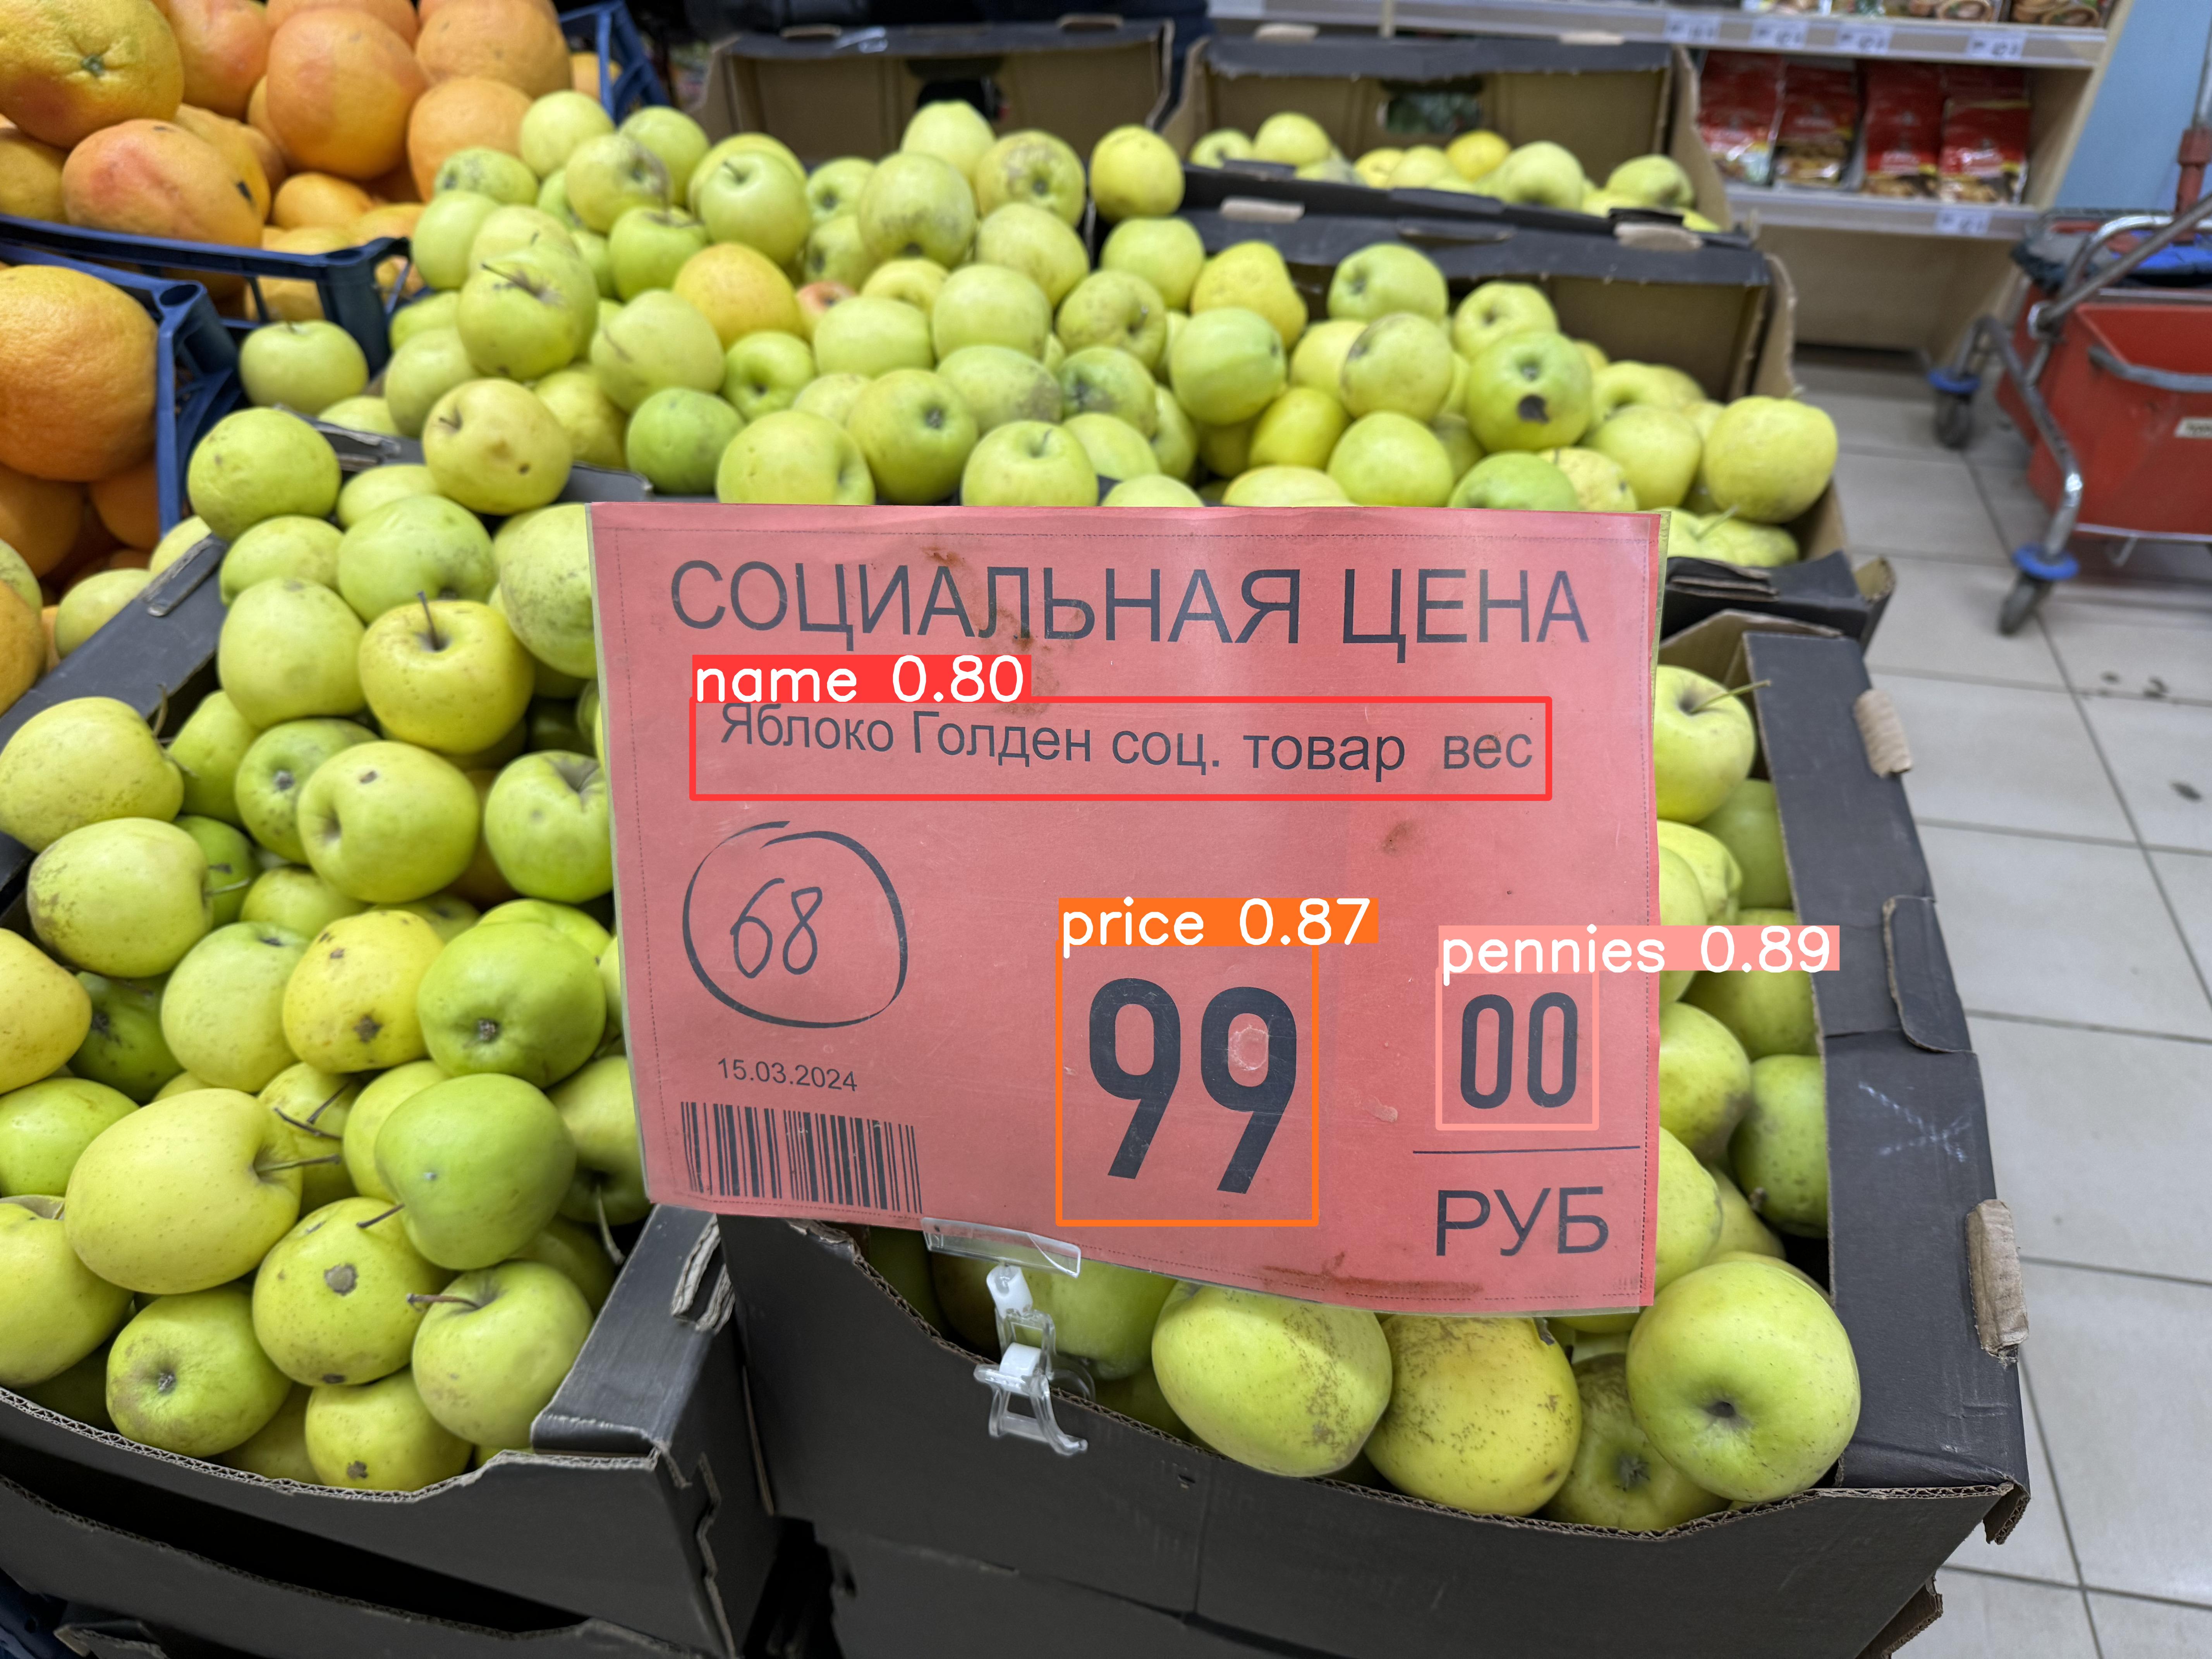 СОЦИАЛЬНАЯ ЦЕНА
name 0.80
Яблоко Голден соц. товар вес
68
price 0.87
pennies 0.89
99
00
15.03.2024
РУБ